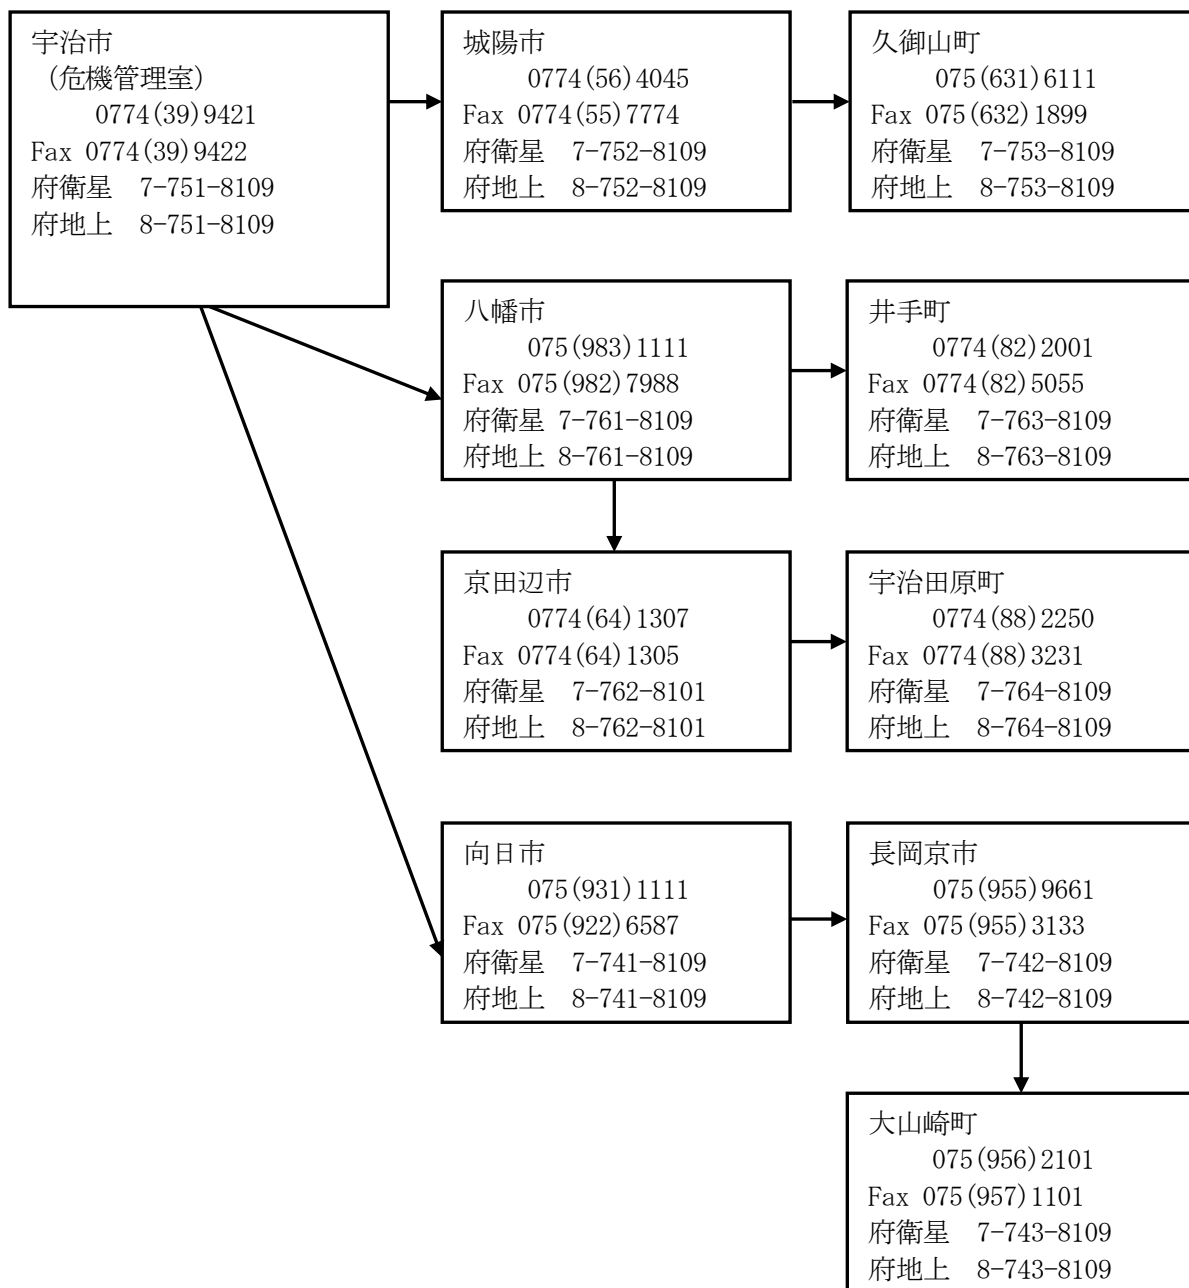 宇治市
(危機管理室)
0774(39)9421
Fax 0774(39)9422
府衛星　7-751-8109
府地上　8-751-8109
城陽市
0774(56)4045
Fax 0774(55)7774
府衛星　7-752-8109
府地上　8-752-8109
久御山町
075(631)6111
Fax 075(632)1899
府衛星　7-753-8109
府地上　8-753-8109
八幡市
075(983)1111
Fax 075(982)7988
府衛星 7-761-8109
府地上 8-761-8109
井手町
0774(82)2001
Fax 0774(82)5055
府衛星　7-763-8109
府地上　8-763-8109
京田辺市
0774(64)1307
Fax 0774(64)1305
府衛星　7-762-8101
府地上　8-762-8101
宇治田原町
0774(88)2250
Fax 0774(88)3231
府衛星　7-764-8109
府地上　8-764-8109
向日市
075(931)1111
Fax 075(922)6587
府衛星　7-741-8109
府地上　8-741-8109
長岡京市
075(955)9661
Fax 075(955)3133
府衛星　7-742-8109
府地上　8-742-8109
大山崎町
075(956)2101
Fax 075(957)1101
府衛星　7-743-8109
府地上　8-743-8109